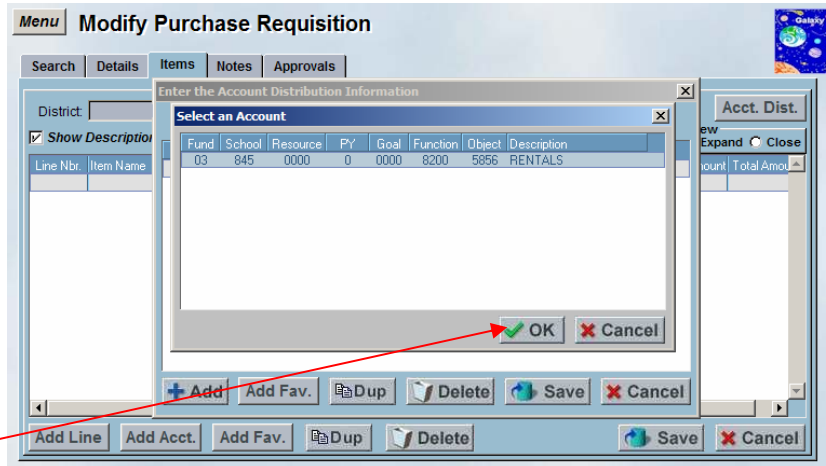 Menu Modify Purchase Requisition
Galaxy
Search Details Items Notes Approvals
Enter the Account Distribution Information
District:
Acct. Dist.
Select an Account
Show Description
ew
Expand Close
Fund School Resource PY Goal Function Object Description
Line Nbr. Item Name
ount Total Amou
03 845 0000 0 0000 8200 5856 RENTALS
OK Cancel
Add Add Fav. Dup Delete Save Cancel
Add Line Add Acct. Add Fav. Dup Delete Save Cancel